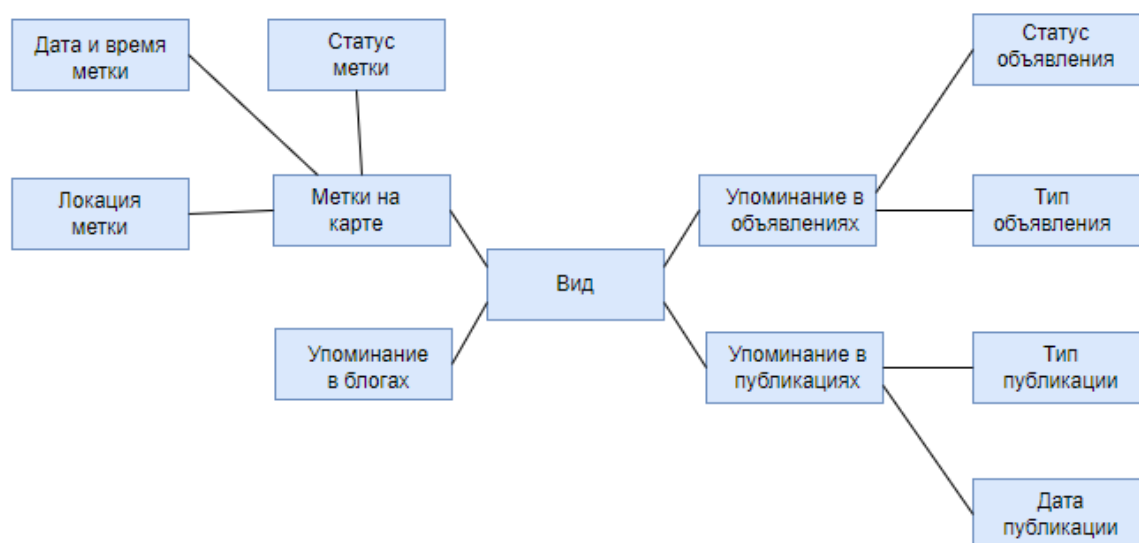 Дата и время
метки
Статус
метки
Статус
объявления
Локация
метки
Метки на
карте
Упоминание в
объявлениях
Тип
объявления
Вид
Упоминание
в блогах
Упоминание в
публикациях
Тип
публикации
Дата
публикации